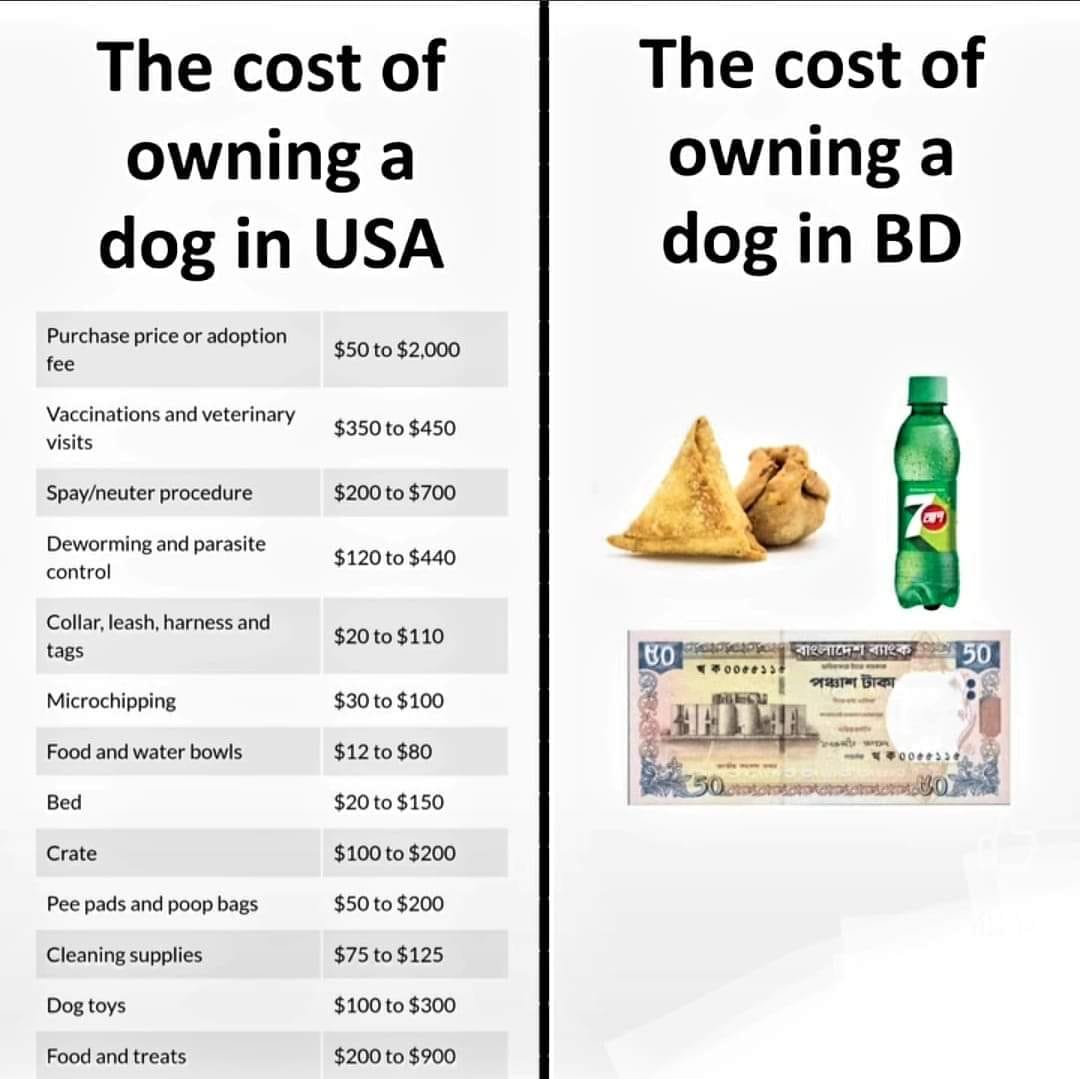 The cost of
owning a
dog in USA
Purchase price or adoption
fee
$50 to $2,000
Vaccinations and veterinary
visits
$350 to $450
Spay/neuter procedure
$200 to $700
Deworming and parasite
control
$120 to $440
Collar, leash, harness and
tags
$20 to $110
Microchipping
$30 to $100
Food and water bowls
$12 to $80
Bed
$20 to $150
Crate
$100 to $200
Pee pads and poop bags
$50 to $200
Cleaning supplies
$75 to $125
Dog toys
$100 to $300
Food and treats
$200 to $900
The cost of
owning a
dog in BD
7
৫০
বাংলাদেশ ব্যাংক
50
পঞ্চাশ টাকা
50
৫০